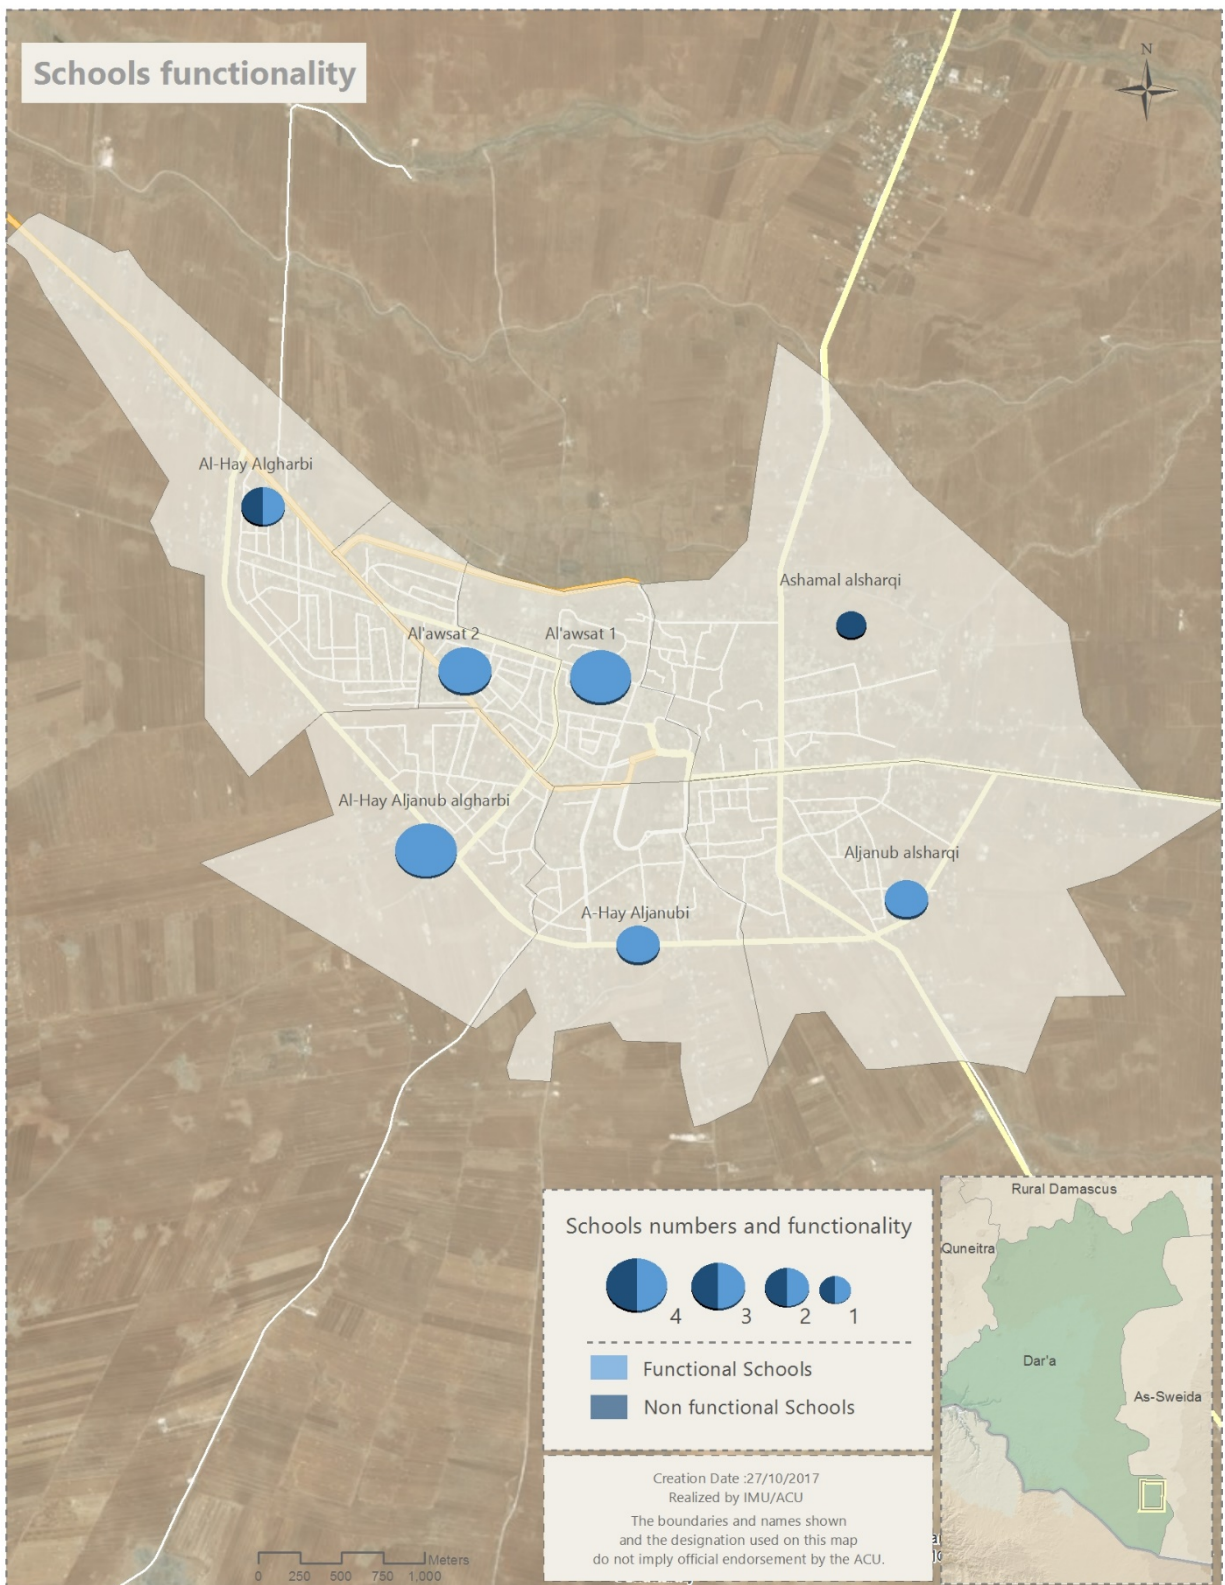 Schools functionality
N
Al-Hay Algharbi
Ashamal alsharqi
Al'awsat 2
Al'awsat 1
Al-Hay Aljanub algharbi
Aljanub alsharqi
A-Hay Aljanubi
Schools numbers and functionality
4
3
2
1
Functional Schools
Non functional Schools
Creation Date :27/10/2017
Realized by IMU/ACU
The boundaries and names shown
and the designation used on this map
do not imply official endorsement by the ACU.
Meters
0 250 500 750 1,000
Rural Damascus
Quneitra
Dar'a
As-Sweida